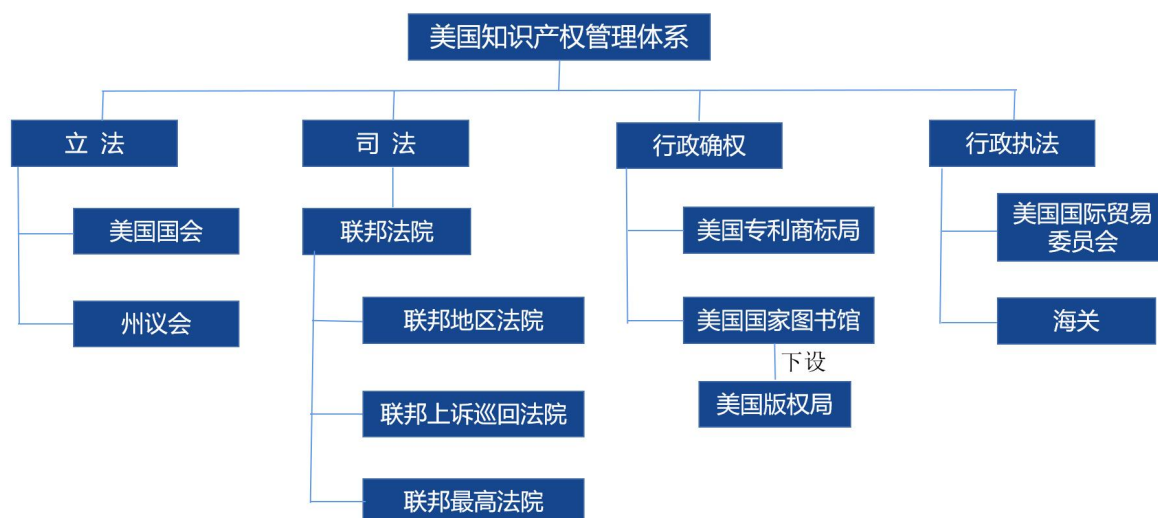 美国知识产权管理体系
立 法
司 法
行政确权
行政执法
美国国会
州议会
联邦法院
联邦地区法院
联邦上诉巡回法院
联邦最高法院
美国专利商标局
美国国家图书馆
下设
美国版权局
美国国际贸易
委员会
海关